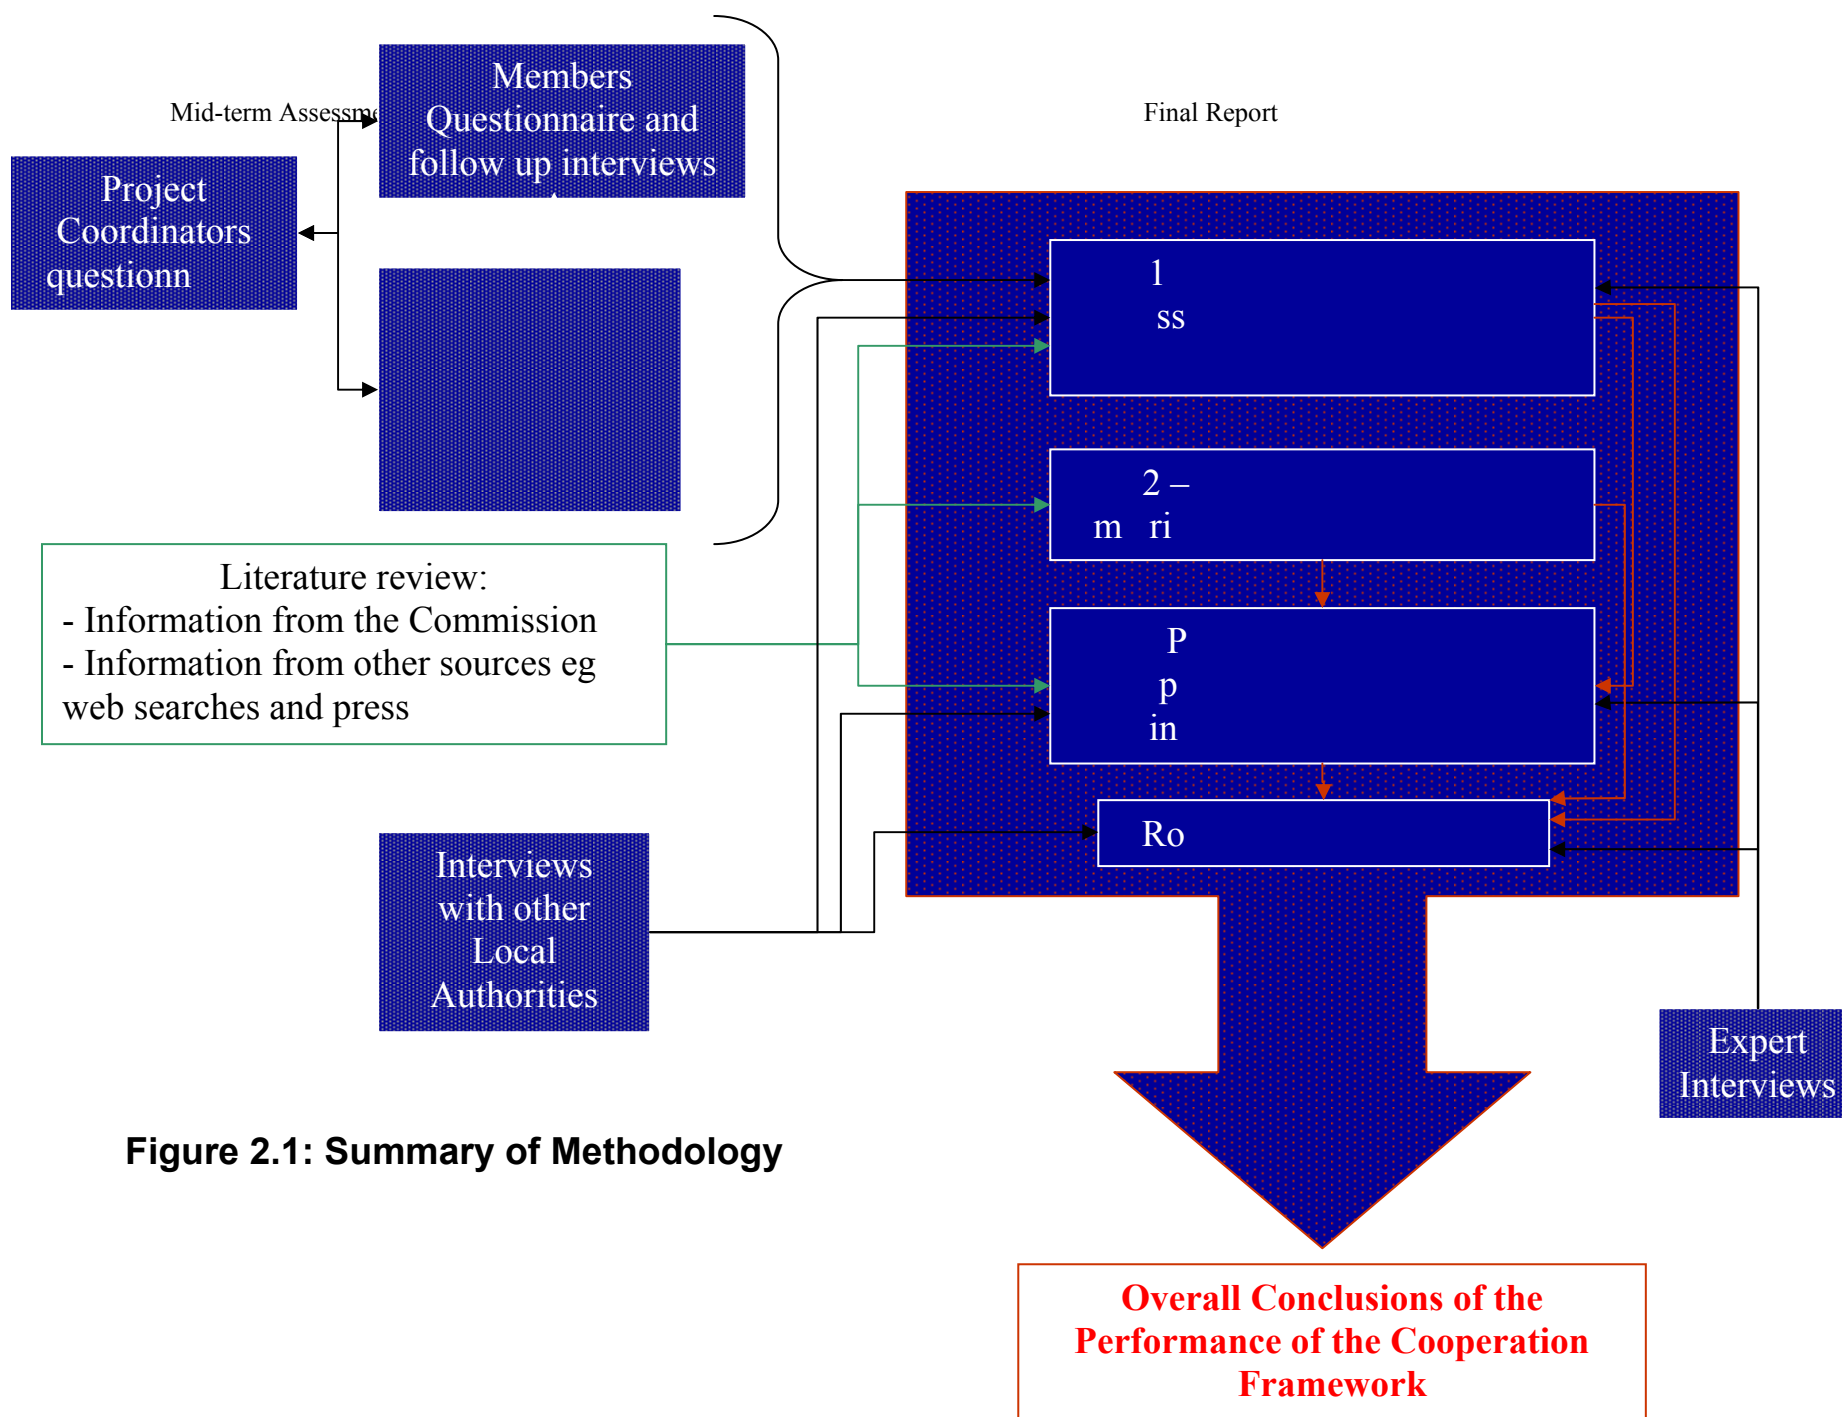 Mid-term Assessme
Final Report
Members
Questionnaire and
follow up interviews
Project
Coordinators
questionn
1
ss
2 –
m ri
Literature review:
- Information from the Commission
- Information from other sources eg
web searches and press
P
p
in
Ro
Interviews
with other
Local
Authorities
Expert
Interviews
Figure 2.1: Summary of Methodology
Overall Conclusions of the
Performance of the Cooperation
Framework